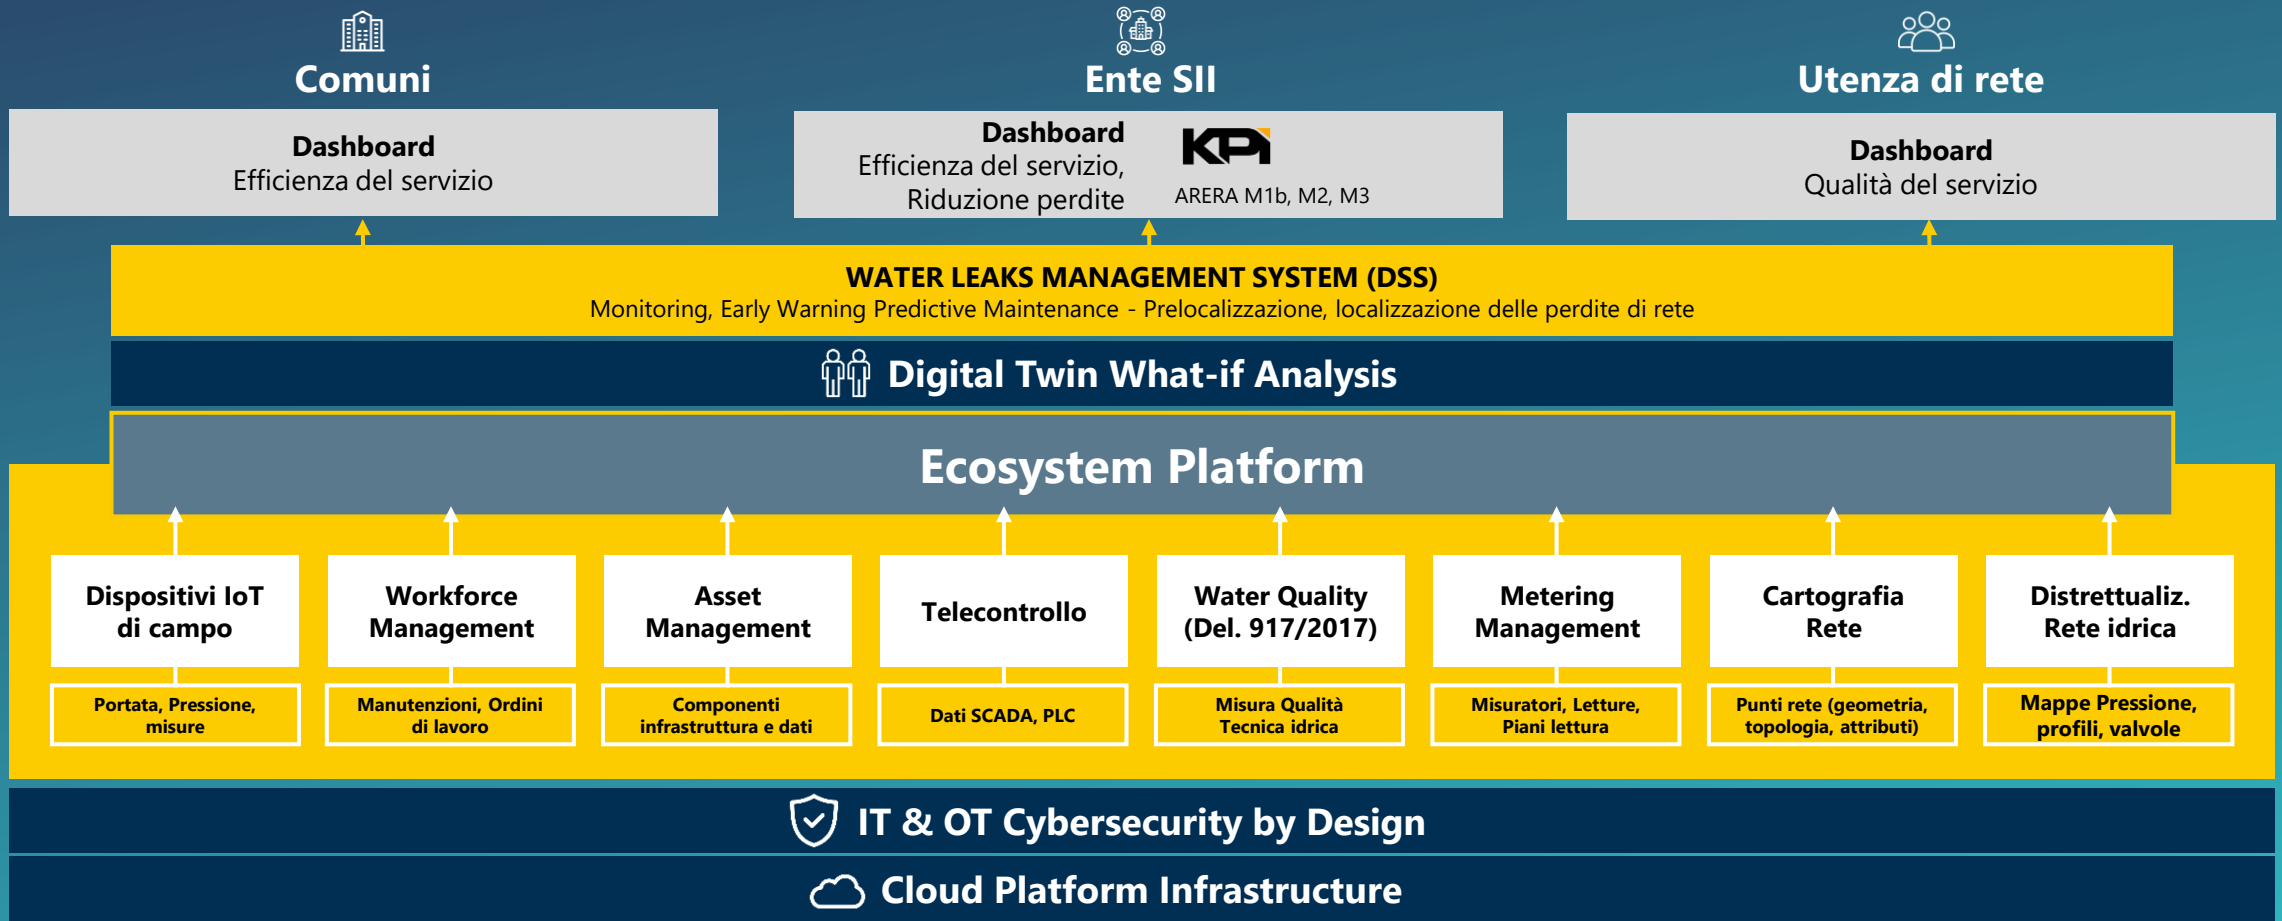 Comuni
Ente SII
Utenza di rete
Dashboard
Efficienza del servizio
Dashboard
Efficienza del servizio,
Riduzione perdite
KPI
ARERA M1b, M2, M3
Dashboard
Qualità del servizio
WATER LEAKS MANAGEMENT SYSTEM (DSS)
Monitoring, Early Warning Predictive Maintenance - Prelocalizzazione, localizzazione delle perdite di rete
Digital Twin What-if Analysis
Ecosystem Platform
Dispositivi IoT
di campo
Workforce
Management
Asset
Management
Telecontrollo
Water Quality
(Del. 917/2017)
Metering
Management
Cartografia
Rete
Distrettualiz.
Rete idrica
Portata, Pressione,
misure
Manutenzioni, Ordini
di lavoro
Componenti
infrastruttura e dati
Dati SCADA, PLC
Misura Qualità
Tecnica idrica
Misuratori, Letture,
Piani lettura
Punti rete (geometria,
topologia, attributi)
Mappe Pressione,
profili, valvole
IT & OT Cybersecurity by Design
Cloud Platform Infrastructure